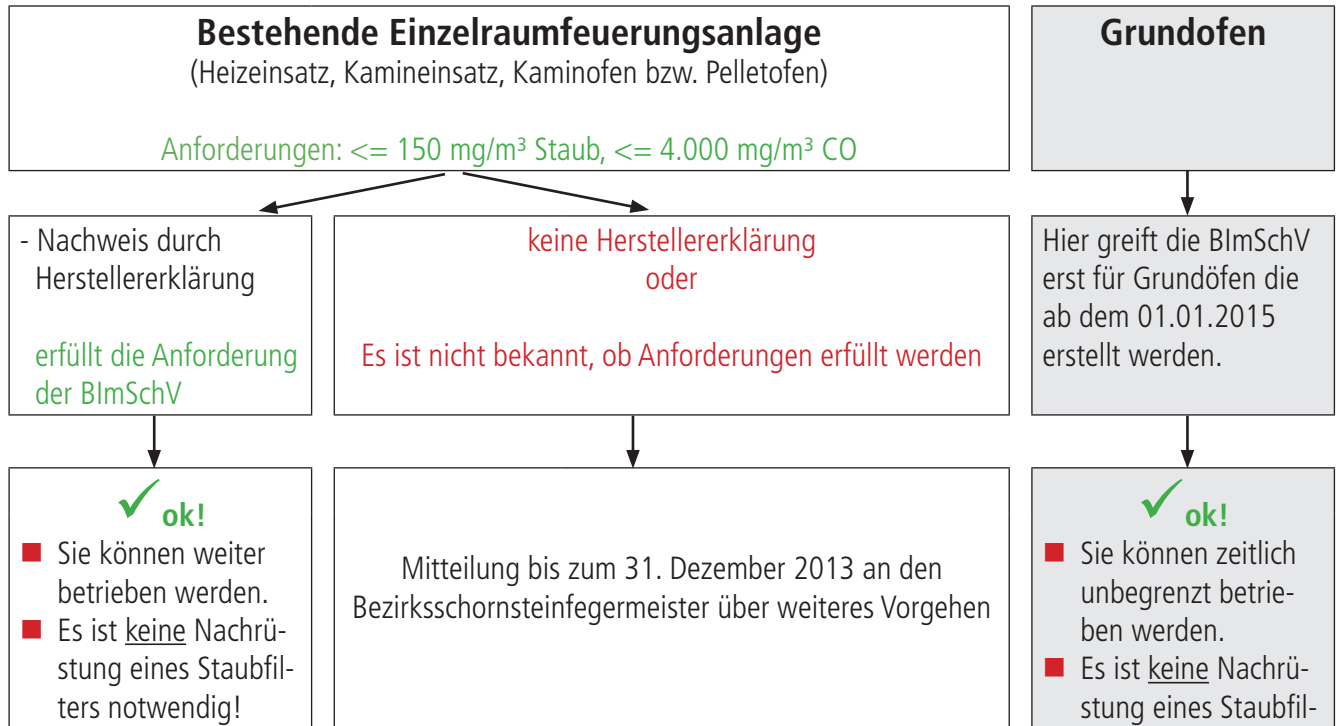 Bestehende Einzelraumfeuerungsanlage
(Heizeinsatz, Kamineinsatz, Kaminofen bzw. Pelletofen)
Anforderungen: <= 150 mg/m³ Staub, <= 4.000 mg/m³ CO
Grundofen
- Nachweis durch
Herstellererklärung
erfüllt die Anforderung
der BImSchV
keine Herstellererklärung
oder
Es ist nicht bekannt, ob Anforderungen erfüllt werden
Hier greift die BImSchV
erst für Grundöfen die
ab dem 01.01.2015
erstellt werden.
✓ ok!
■ Sie können weiter
betrieben werden.
■ Es ist keine Nachrü-
stung eines Staubfil-
ters notwendig!
Mitteilung bis zum 31. Dezember 2013 an den
Bezirksschornsteinfegermeister über weiteres Vorgehen
✓ ok!
■ Sie können zeitlich
unbegrenzt betrie-
ben werden.
■ Es ist keine Nachrü-
stung eines Staubfil-